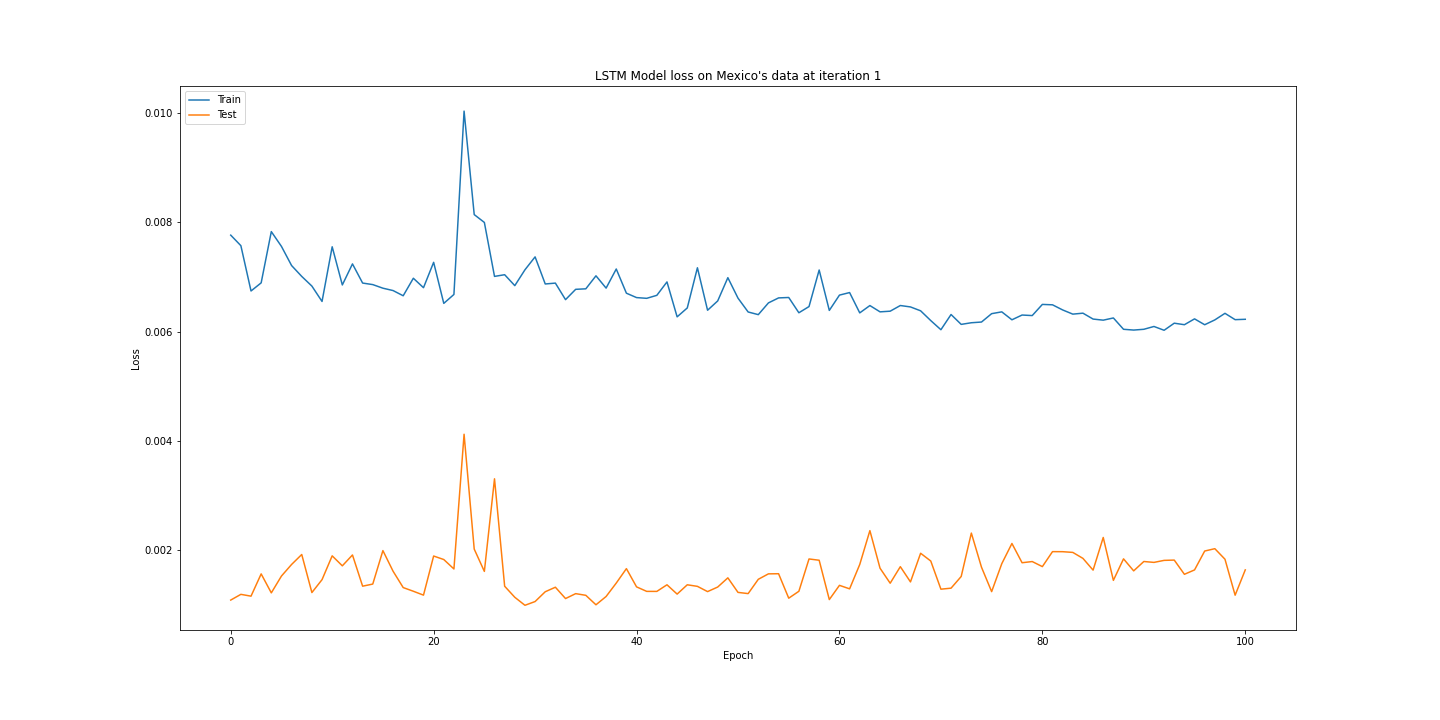 LSTM Model loss on Mexico's data at iteration 1
Train
Test
0.010
0.008
0.006
0.004
0.002
Loss
0 20 40 60 80 100
Epoch